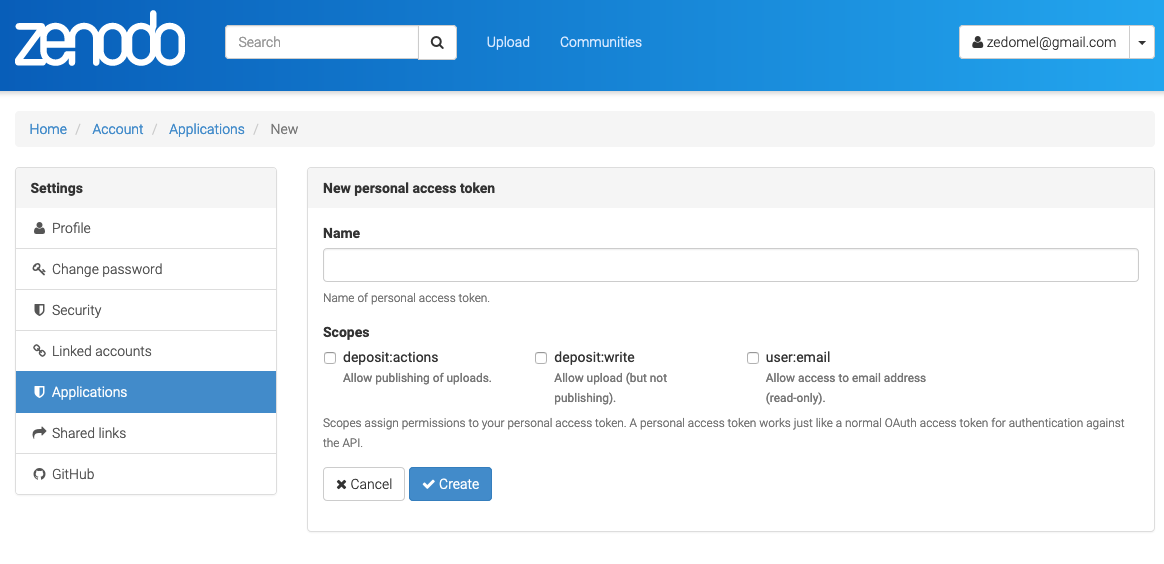 zenodo
Search
Upload
Communities
zedomel@gmail.com
Home / Account / Applications / New
Settings
Profile
Change password
Security
Linked accounts
Applications
Shared links
GitHub
New personal access token
Name
Name of personal access token.
Scopes
deposit:actions
Allow publishing of uploads.
deposit:write
Allow upload (but not
publishing).
user:email
Allow access to email address
(read-only).
Scopes assign permissions to your personal access token. A personal access token works just like a normal OAuth access token for authentication against
the API.
Cancel
Create